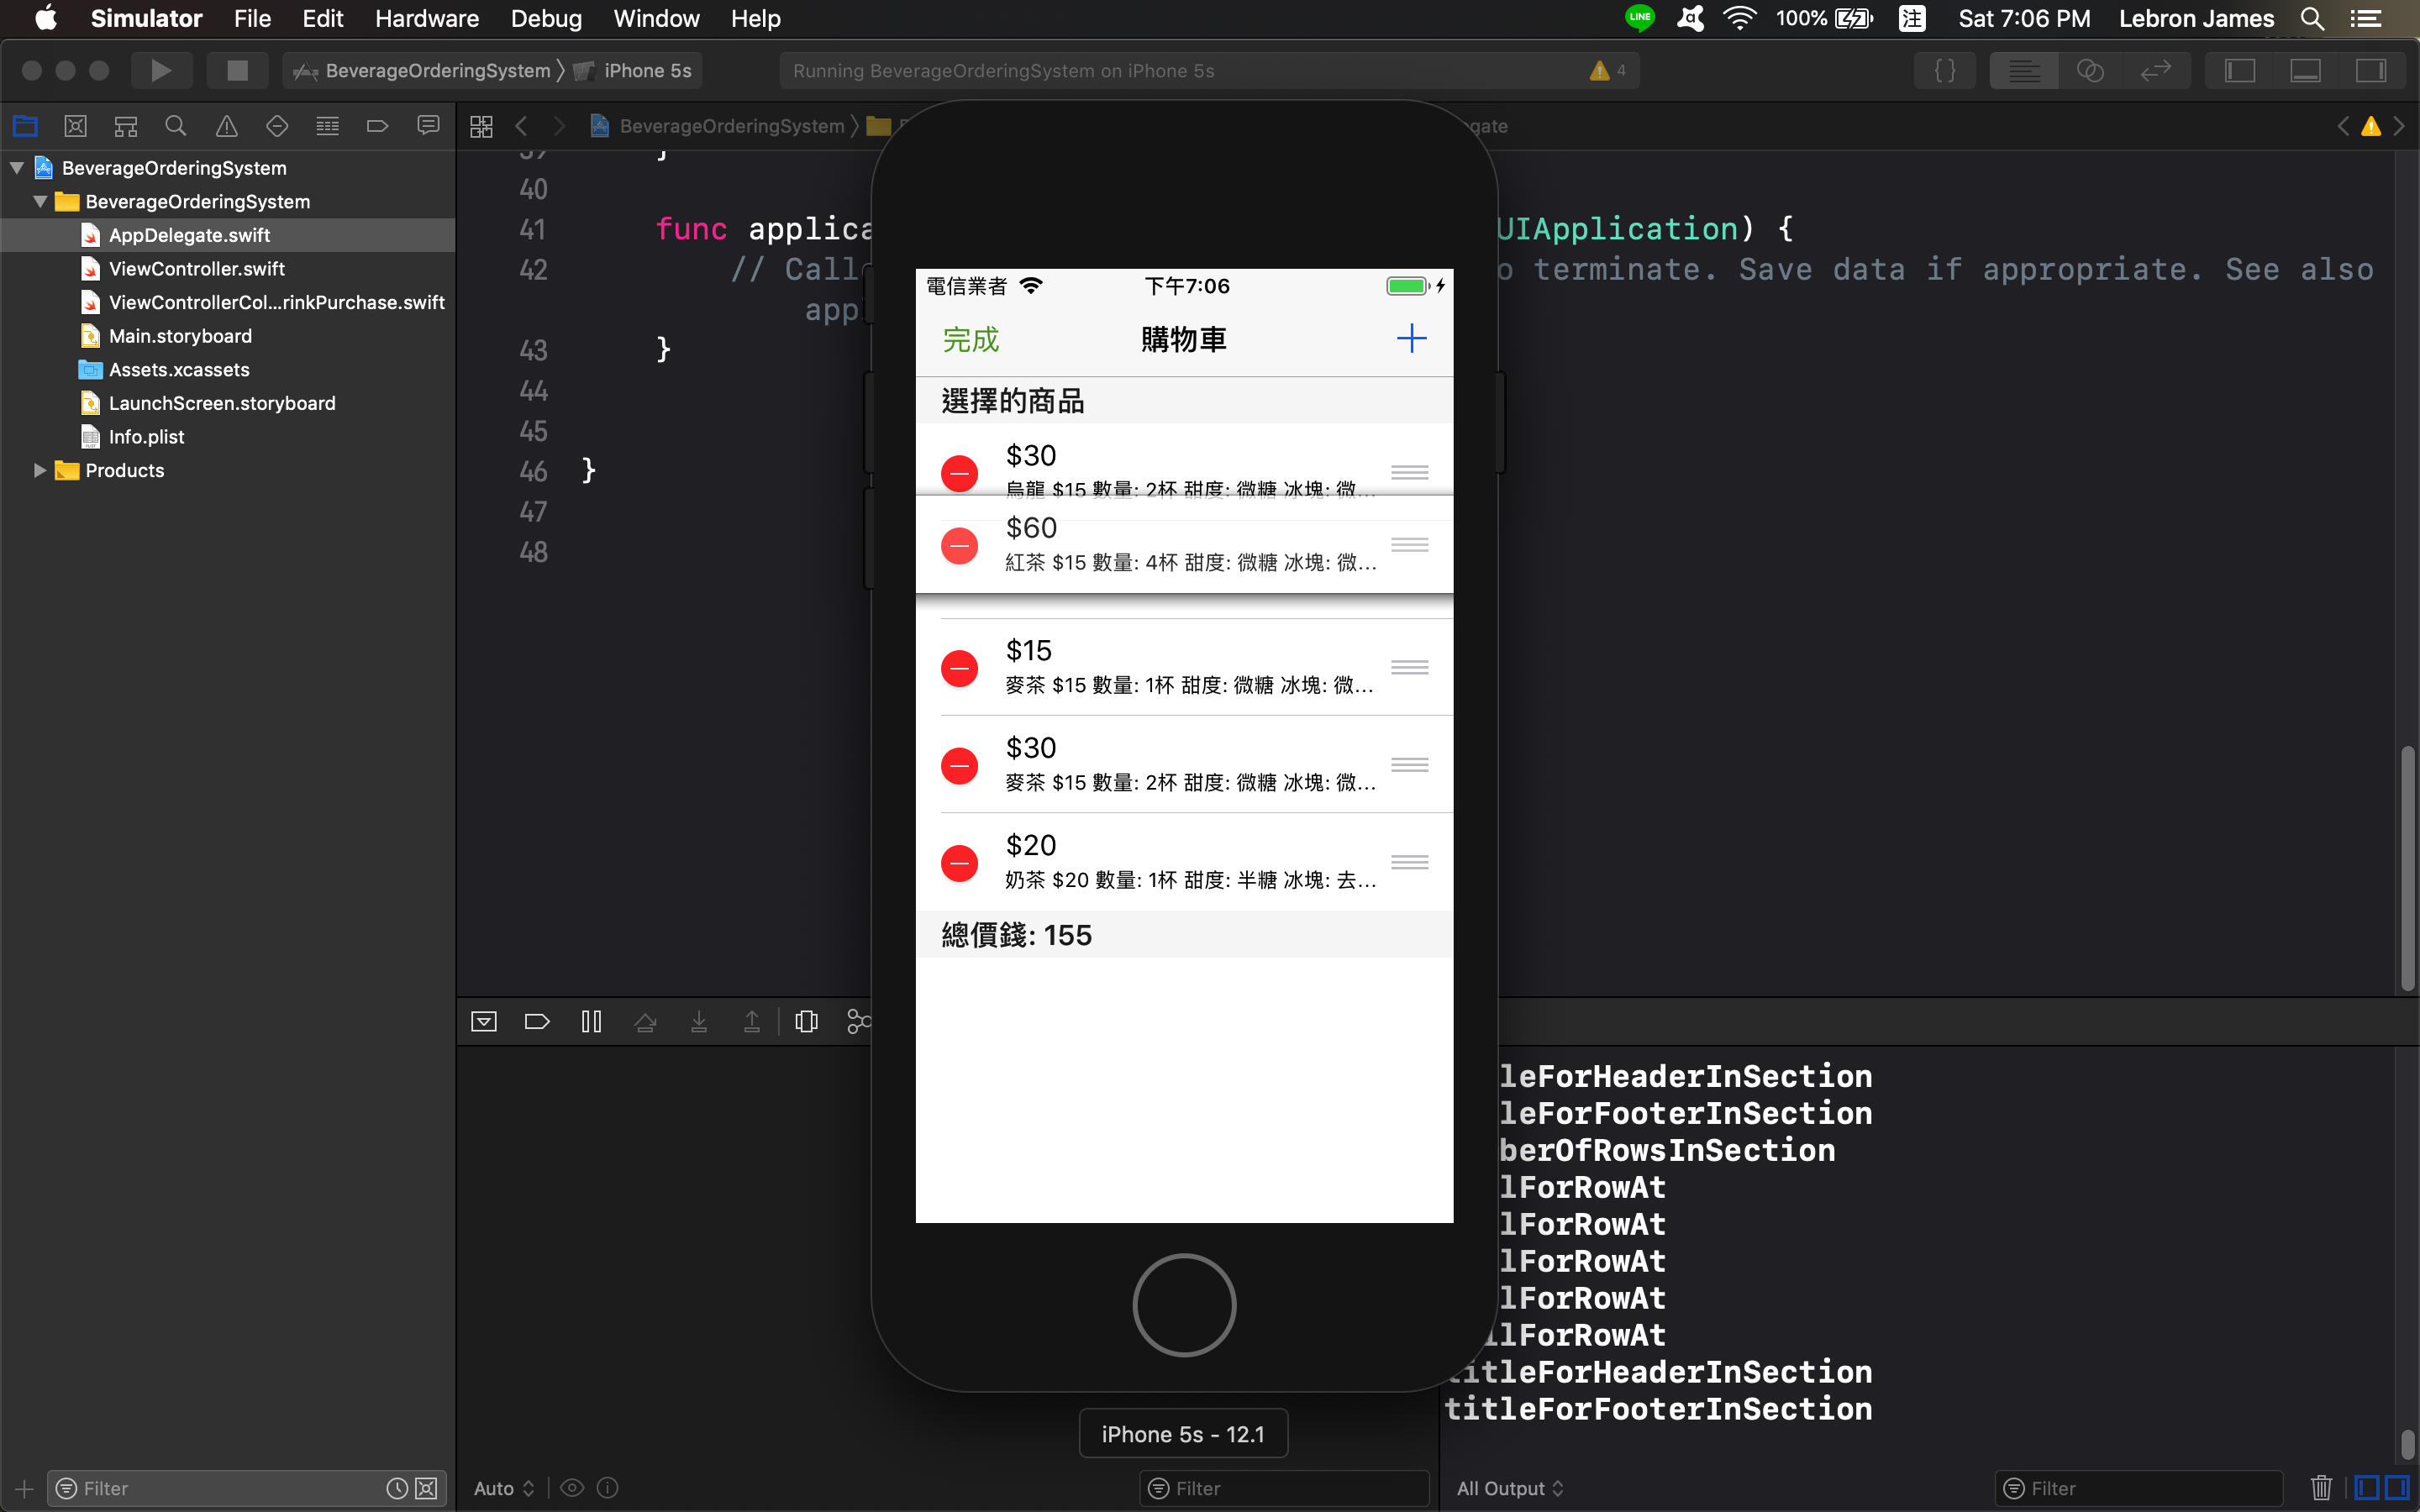 Simulator File Edit Hardware Debug Window Help LINE 100% 注 Sat 7:06 PM Lebron James
BeverageOrderingSystem iPhone 5s Running BeverageOrderingSystem on iPhone 5s 4
BeverageOrderingSystem
BeverageOrderingSystem
BeverageOrderingSystem
AppDelegate.swift
ViewController.swift
ViewControllerCol...rinkPurchase.swift
Main.storyboard
Assets.xcassets
LaunchScreen.storyboard
Info.plist
Products
39 }
40
41 func applica UIApplication) {
42 // Call o terminate. Save data if appropriate. See also
app
43 }
44
45
46 }
47
48
電信業者 下午7:06
完成 購物車 +
選擇的商品
$30
烏龍 $15 數量: 2杯 甜度: 微糖 冰塊: 微...
$60
紅茶 $15 數量: 4杯 甜度: 微糖 冰塊: 微...
$15
麥茶 $15 數量: 1杯 甜度: 微糖 冰塊: 微...
$30
麥茶 $15 數量: 2杯 甜度: 微糖 冰塊: 微...
$20
奶茶 $20 數量: 1杯 甜度: 半糖 冰塊: 去...
總價錢: 155
leForHeaderInSection
leForFooterInSection
berOfRowsInSection
lForRowAt
lForRowAt
lForRowAt
lForRowAt
llForRowAt
titleForHeaderInSection
titleForFooterInSection
iPhone 5s - 12.1
Filter Auto Filter All Output Filter